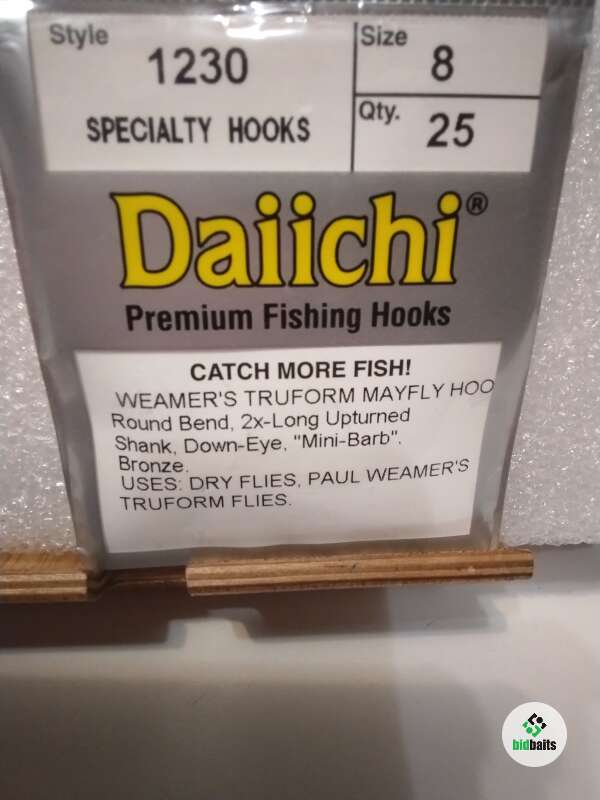 Style
1230
SPECIALTY HOOKS
Size
8
Qty.
25
Daiichi®
Premium Fishing Hooks
CATCH MORE FISH!
WEAMER'S TRUFORM MAYFLY HOO
Round Bend, 2x-Long Upturned
Shank, Down-Eye, "Mini-Barb".
Bronze.
USES: DRY FLIES, PAUL WEAMER'S
TRUFORM FLIES.
bidbaits